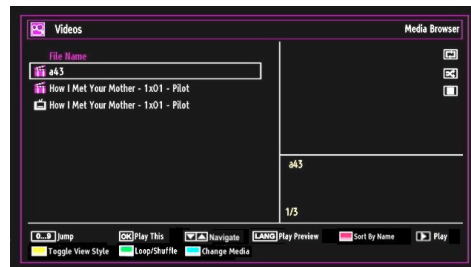 Videos Media Browser
File Name
a43
How I Met Your Mother - 1x01 - Pilot
How I Met Your Mother - 1x01 - Pilot
a43
1/3
0...9 Jump OK Play This Navigate LANG Play Preview Sort By Name Play
Toggle View Style Loop/Shuffle Change Media